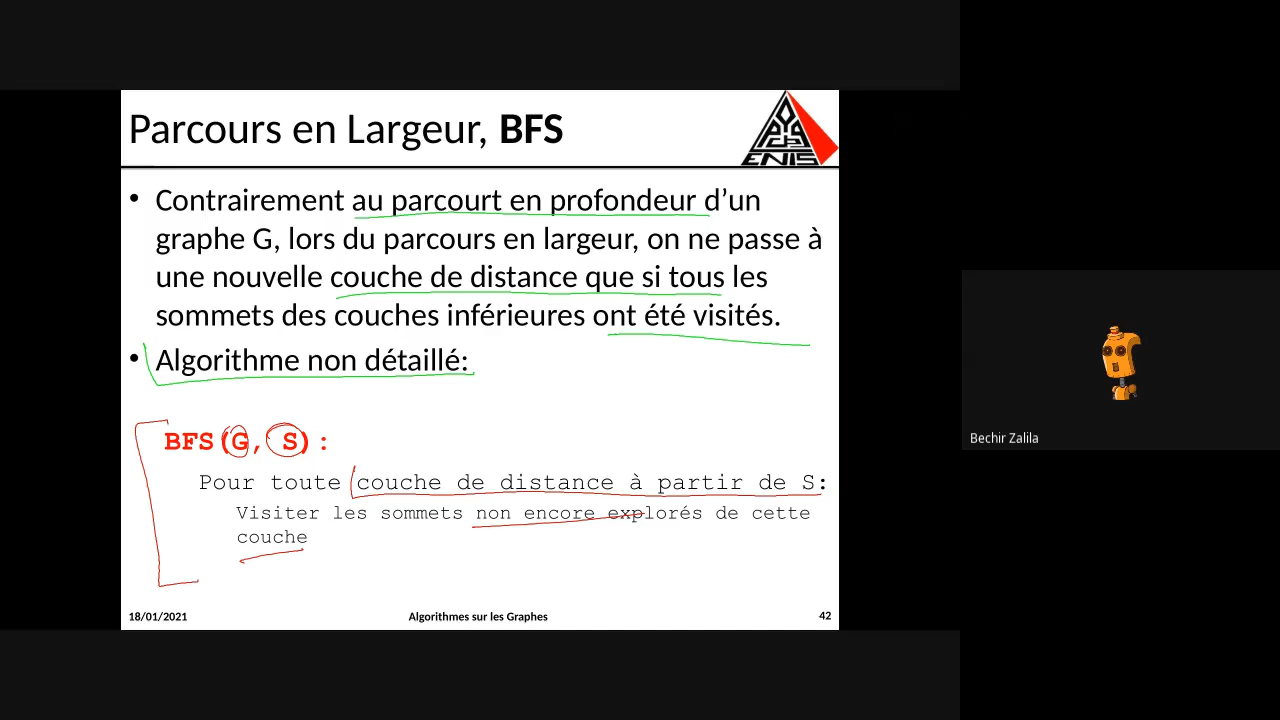 Parcours en Largeur, BFS
ENIS
• Contrairement au parcourt en profondeur d’un
graphe G, lors du parcours en largeur, on ne passe à
une nouvelle couche de distance que si tous les
sommets des couches inférieures ont été visités.
• Algorithme non détaillé:
BFS(G, S):
Pour toute couche de distance à partir de S:
Visiter les sommets non encore explorés de cette
couche
18/01/2021
Algorithmes sur les Graphes
42
Bechir Zalila